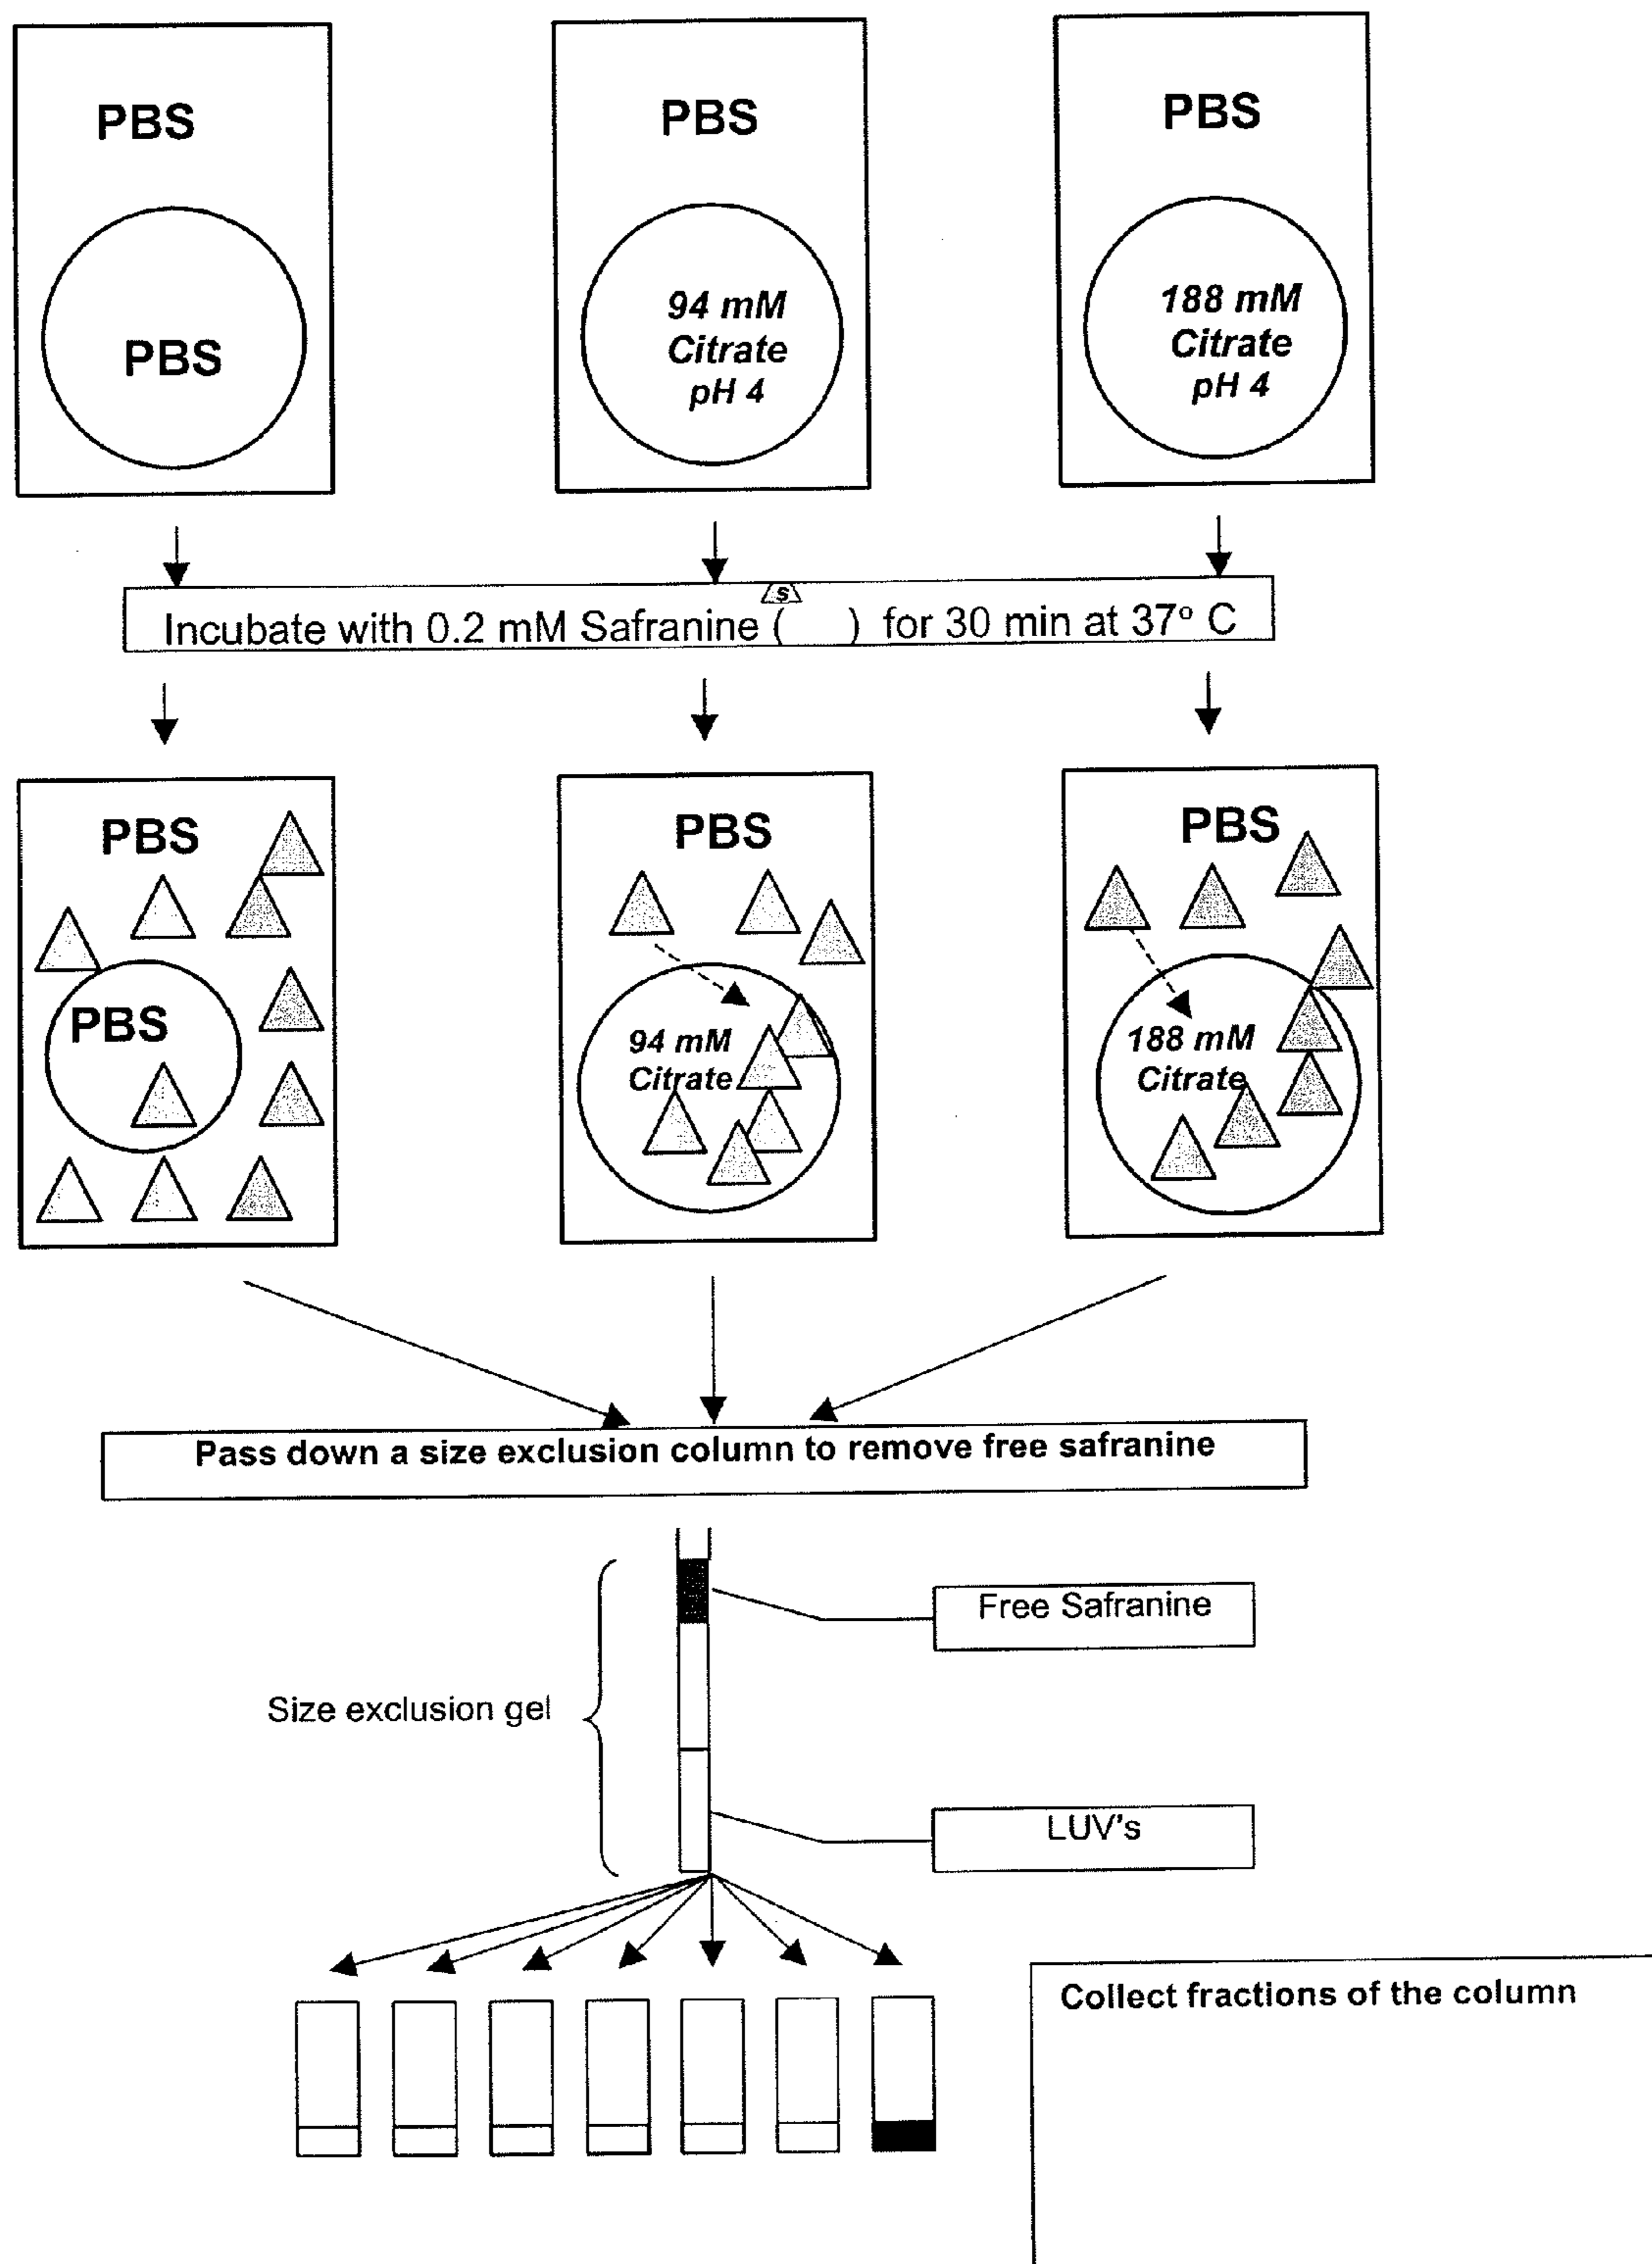 PBS
PBS
PBS
PBS
94 mM
Citrate
pH 4
188 mM
Citrate
pH 4
S
Incubate with 0.2 mM Safranine (    ) for 30 min at 37° C
PBS
PBS
PBS
PBS
94 mM
Citrate
188 mM
Citrate
Pass down a size exclusion column to remove free safranine
Free Safranine
Size exclusion gel
LUV's
Collect fractions of the column